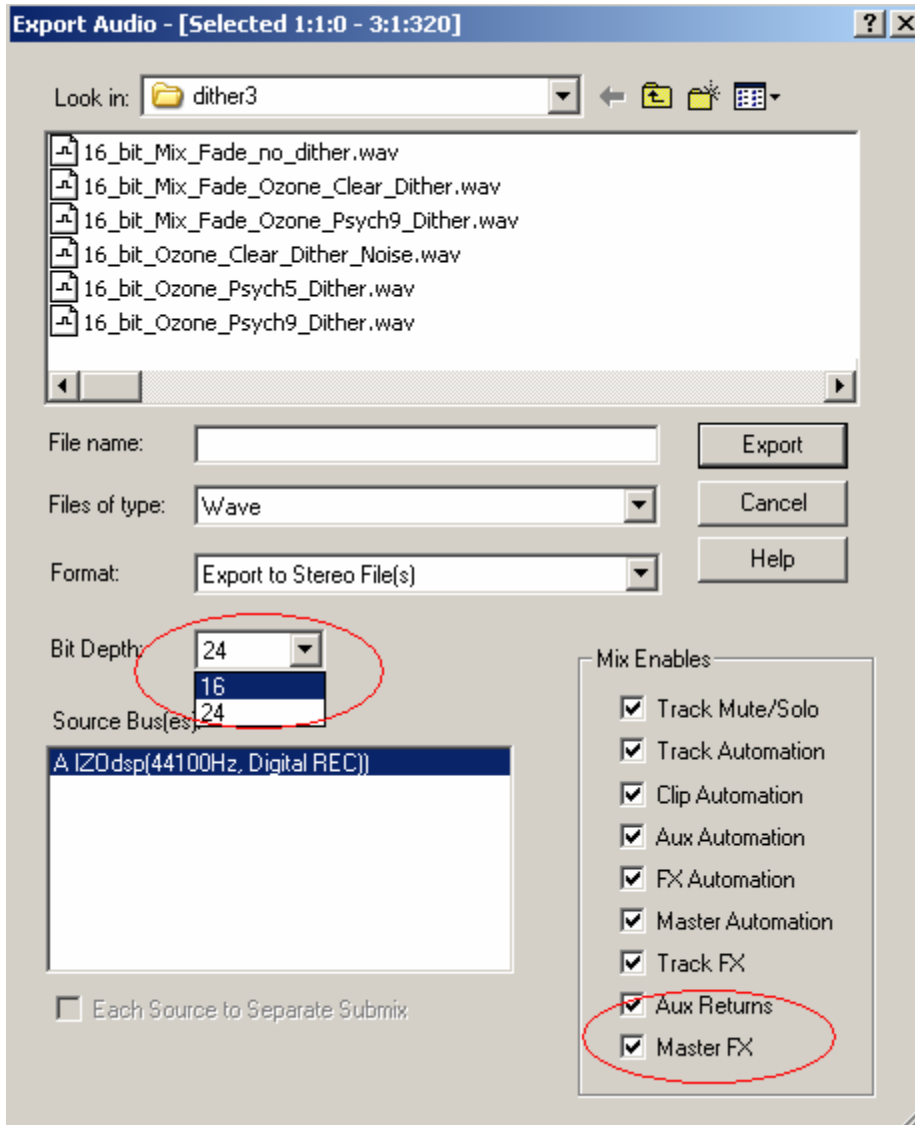 Export Audio - [Selected 1:1:0 - 3:1:320]
Look in: dither3
16_bit_Mix_Fade_no_dither.wav
16_bit_Mix_Fade_Ozone_Clear_Dither.wav
16_bit_Mix_Fade_Ozone_Psych9_Dither.wav
16_bit_Ozone_Clear_Dither_Noise.wav
16_bit_Ozone_Psych5_Dither.wav
16_bit_Ozone_Psych9_Dither.wav
File name:
Export
Files of type: Wave
Cancel
Format: Export to Stereo File(s)
Help
Bit Depth: 24
16
24
Source Bus(es):
A IZOdsp(44100Hz, Digital REC))
Each Source to Separate Submix
Mix Enables
Track Mute/Solo
Track Automation
Clip Automation
Aux Automation
FX Automation
Master Automation
Track FX
Aux Returns
Master FX